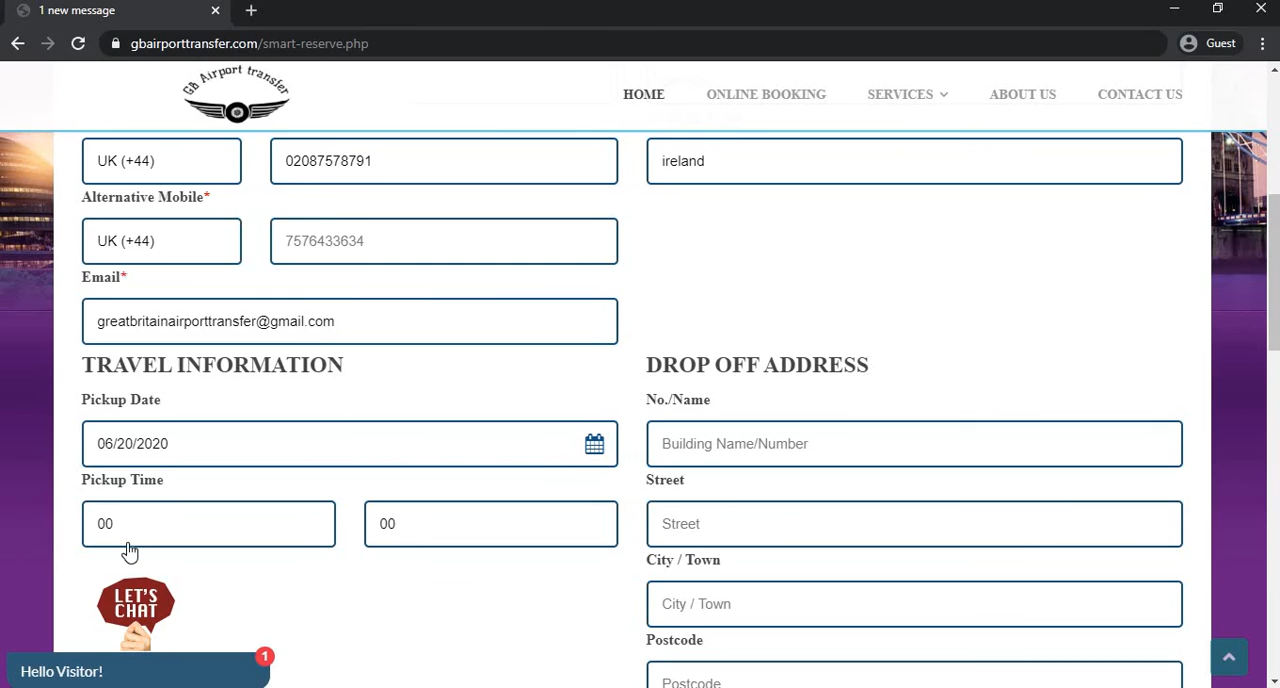 1 new message
gbairporttransfer.com/smart-reserve.php
Guest
Gb Airport transfer
HOME
ONLINE BOOKING
SERVICES
ABOUT US
CONTACT US
UK (+44)
02087578791
ireland
Alternative Mobile*
UK (+44)
7576433634
Email*
greatbritainairporttransfer@gmail.com
TRAVEL INFORMATION
DROP OFF ADDRESS
Pickup Date
No./Name
06/20/2020
Building Name/Number
Pickup Time
Street
00
00
Street
City / Town
LET'S
CHAT
City / Town
Postcode
Hello Visitor!
1
Postcode